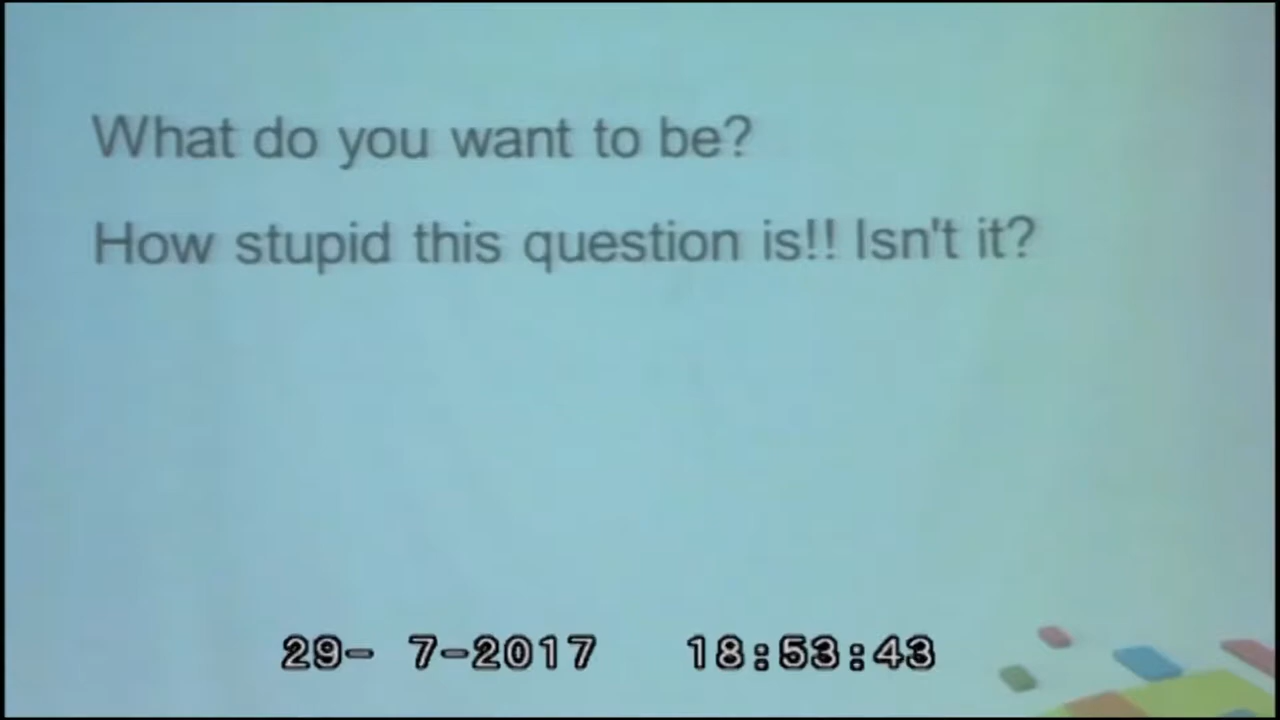 What do you want to be?
How stupid this question is!! Isn't it?
29- 7-2017 18:53:43